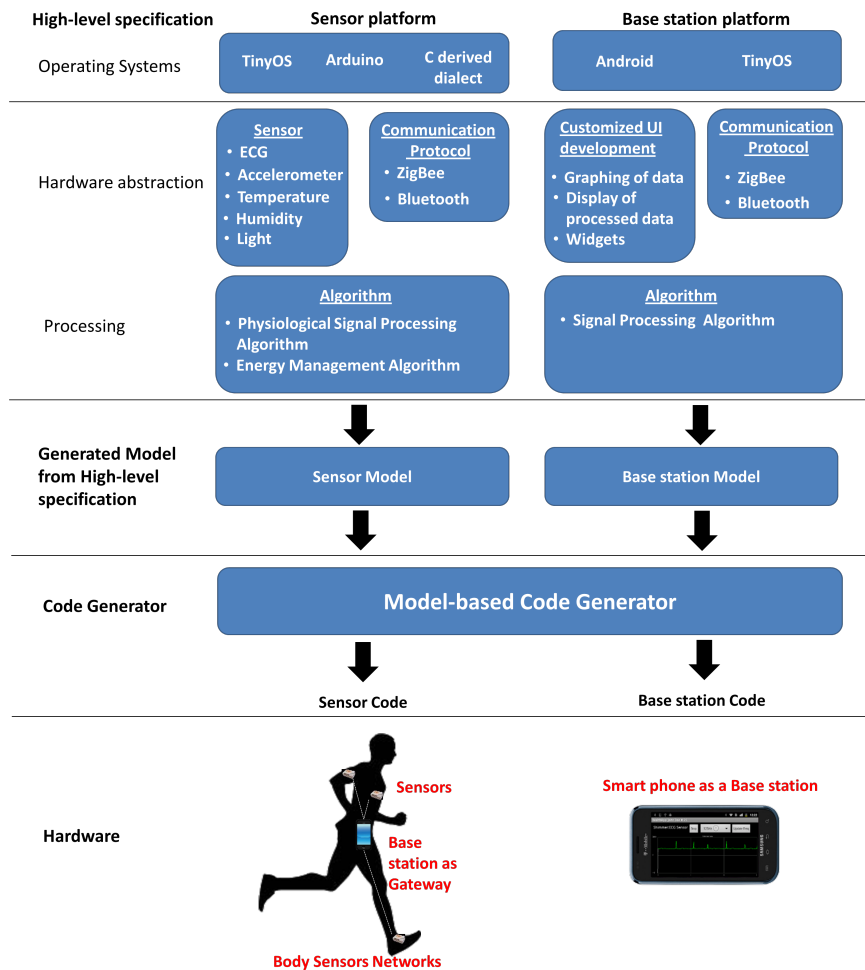 High-level specification
Sensor platform
Base station platform
Operating Systems
TinyOS
Arduino
C derived
dialect
Android
TinyOS
Hardware abstraction
Sensor
• ECG
• Accelerometer
• Temperature
• Humidity
• Light
Communication
Protocol
• ZigBee
• Bluetooth
Customized UI
development
• Graphing of data
• Display of
processed data
• Widgets
Communication
Protocol
• ZigBee
• Bluetooth
Processing
Algorithm
• Physiological Signal Processing
Algorithm
• Energy Management Algorithm
Algorithm
• Signal Processing Algorithm
Generated Model
from High-level
specification
Sensor Model
Base station Model
Code Generator
Model-based Code Generator
Sensor Code
Base station Code
Hardware
Sensors
Base
station as
Gateway
Body Sensors Networks
Smart phone as a Base station
SAMSUNG